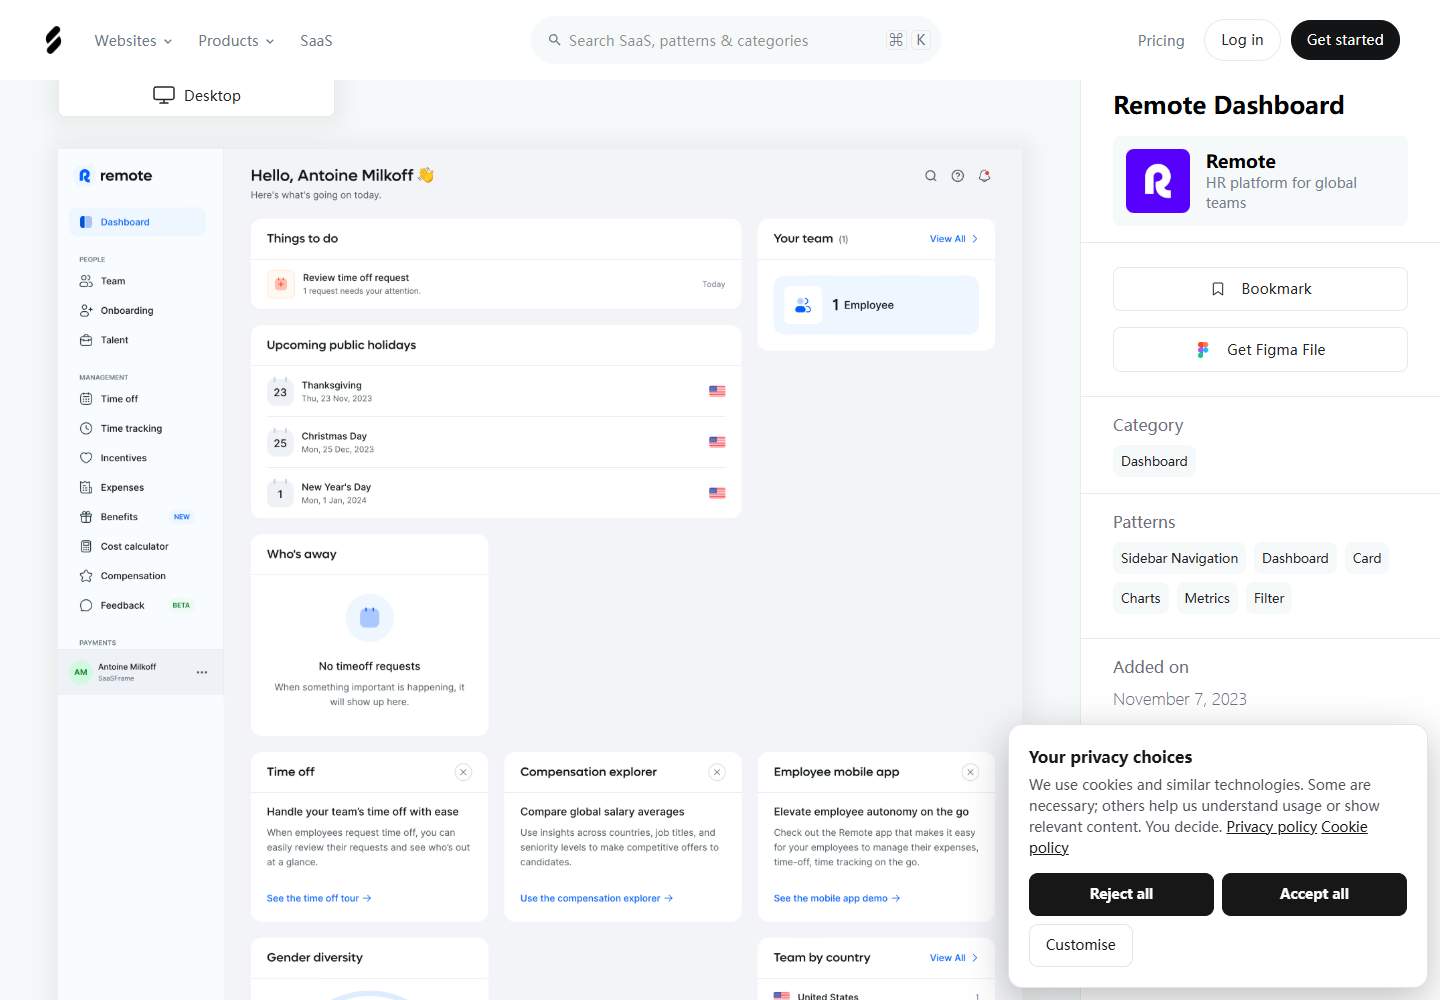 Websites
Products
SaaS
Search SaaS, patterns & categories
⌘ K
Pricing
Log in
Get started
Desktop
remote
Dashboard
PEOPLE
Team
Onboarding
Talent
MANAGEMENT
Time off
Time tracking
Incentives
Expenses
Benefits NEW
Cost calculator
Compensation
Feedback BETA
PAYMENTS
AM
Antoine Milkoff
SaaSFrame
Hello, Antoine Milkoff 👋
Here's what's going on today.
Things to do
Review time off request
1 request needs your attention.
Today
Your team (1)
View All
1 Employee
Upcoming public holidays
23
Thanksgiving
Thu, 23 Nov, 2023
25
Christmas Day
Mon, 25 Dec, 2023
1
New Year's Day
Mon, 1 Jan, 2024
Who's away
No timeoff requests
When something important is happening, it
will show up here.
Time off
Handle your team's time off with ease
When employees request time off, you can
easily review their requests and see who's out
at a glance.
See the time off tour →
Compensation explorer
Compare global salary averages
Use insights across countries, job titles, and
seniority levels to make competitive offers to
candidates.
Use the compensation explorer →
Employee mobile app
Elevate employee autonomy on the go
Check out the Remote app that makes it easy
for your employees to manage their expenses,
time-off, time tracking on the go.
See the mobile app demo →
Gender diversity
Team by country
View All
United States
1
Remote Dashboard
Remote
HR platform for global
teams
Bookmark
Get Figma File
Category
Dashboard
Patterns
Sidebar Navigation
Dashboard
Card
Charts
Metrics
Filter
Added on
November 7, 2023
Your privacy choices
We use cookies and similar technologies. Some are
necessary; others help us understand usage or show
relevant content. You decide. Privacy policy Cookie
policy
Reject all
Accept all
Customise